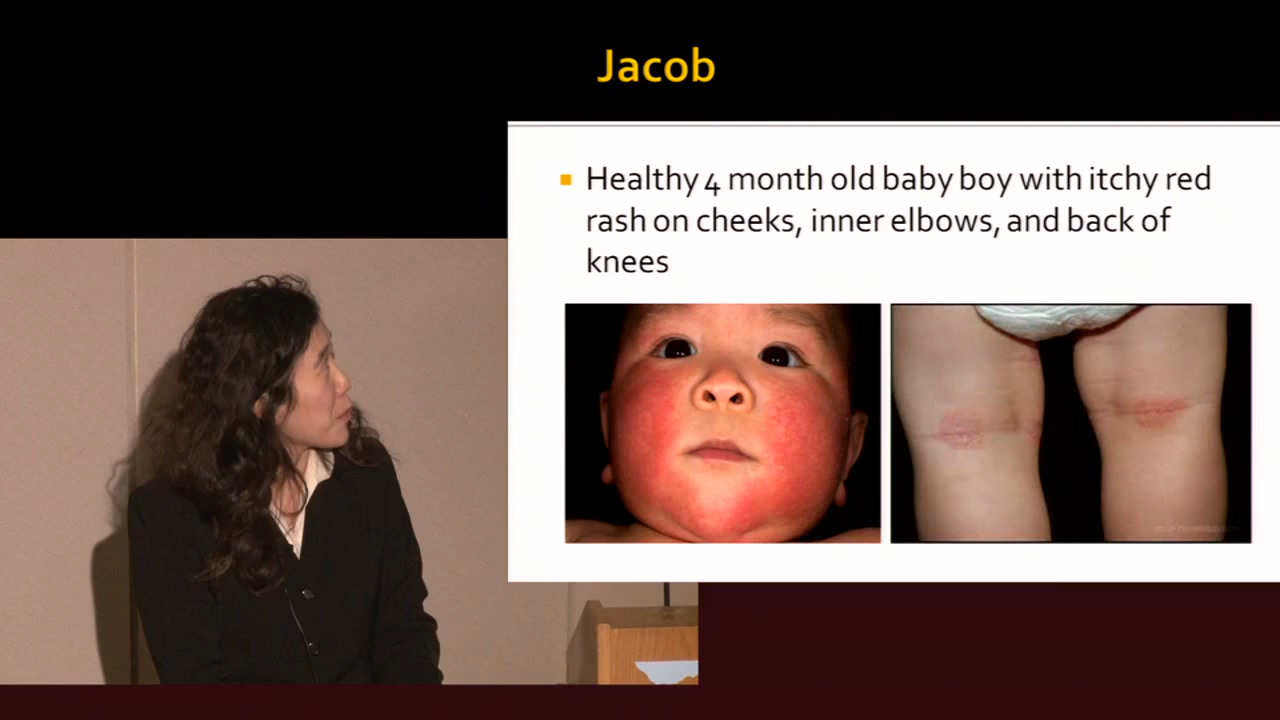 Jacob
Healthy 4 month old baby boy with itchy red
rash on cheeks, inner elbows, and back of
knees